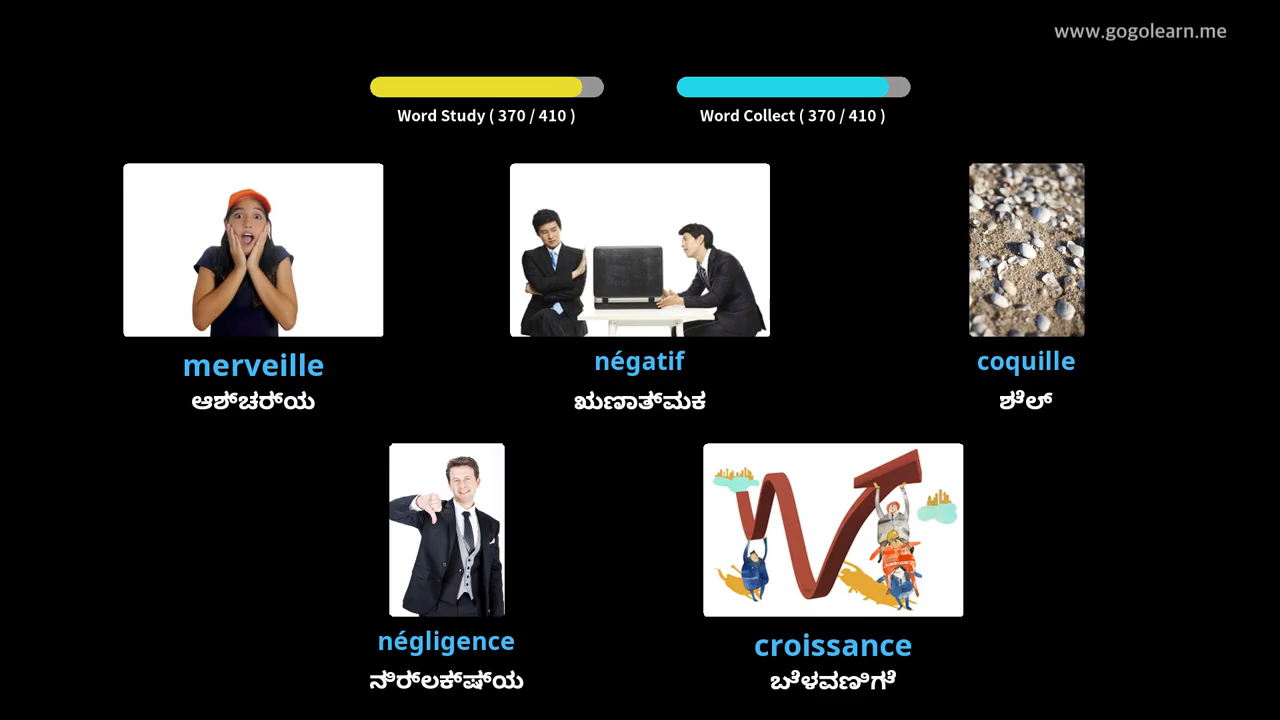 www.gogolearn.me
Word Study ( 370 / 410 )
Word Collect ( 370 / 410 )
merveille
négatif
coquille
ಆಶ್ಚರ್ಯ
ಋಣಾತ್ಮಕ
ಶೆಲ್
négligence
croissance
ನಿರ್ಲಕ್ಷ್ಯ
ಬೆಳವಣಿಗೆ